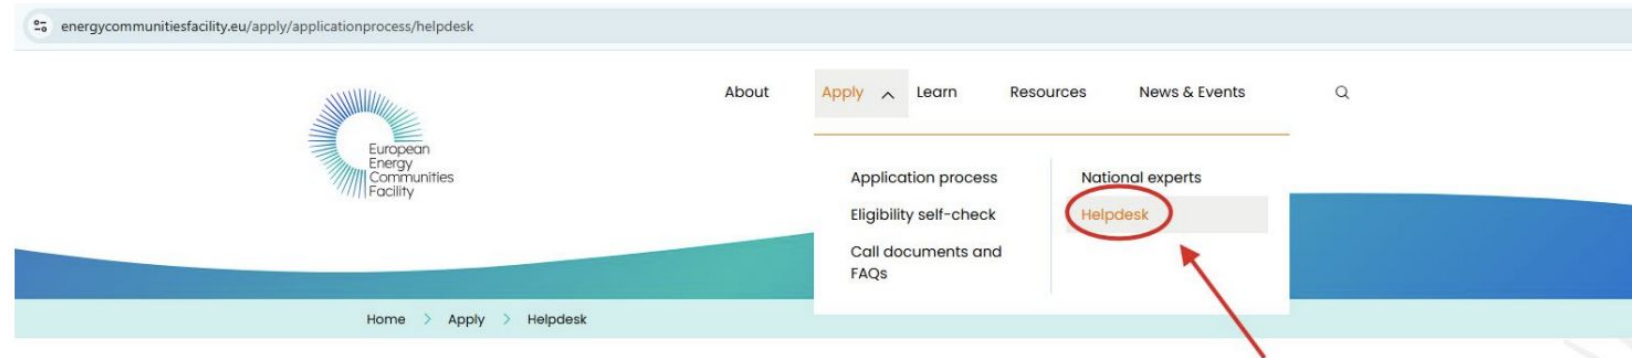 energycommunitiesfacility.eu/apply/applicationprocess/helpdesk
About Apply Learn Resources News & Events
European
Energy
Communities
Facility
Application process
Eligibility self-check
Call documents and
FAQs
National experts
Helpdesk
Home > Apply > Helpdesk